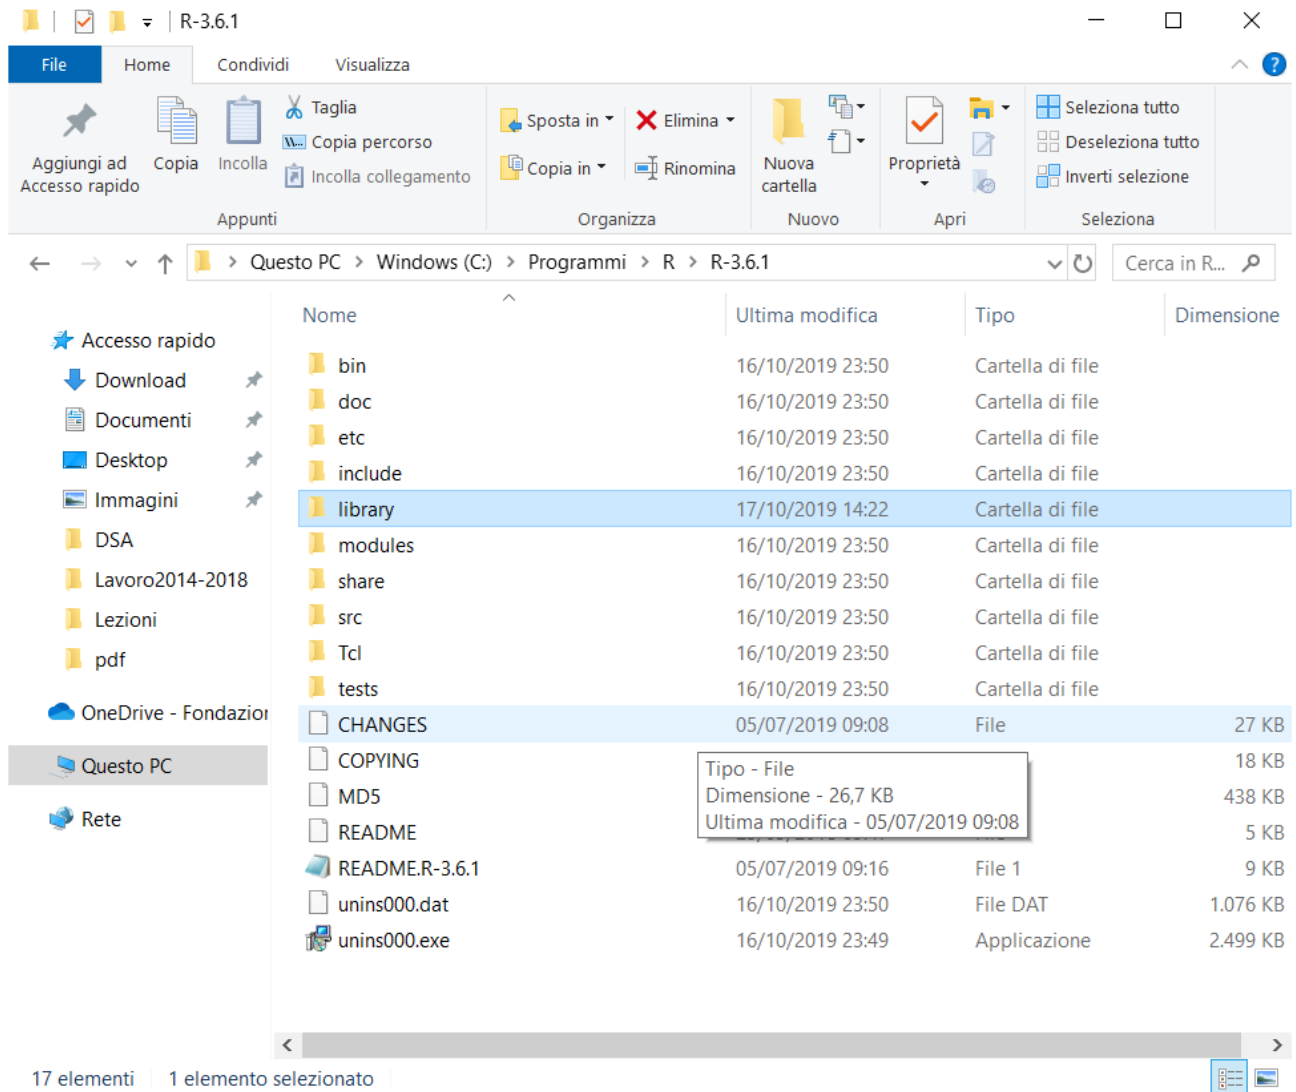 R-3.6.1
File Home Condividi Visualizza
Aggiungi ad Accesso rapido
Copia
Incolla
Taglia
Copia percorso
Incolla collegamento
Sposta in
Copia in
Elimina
Rinomina
Nuova cartella
Proprietà
Seleziona tutto
Deseleziona tutto
Inverti selezione
Appunti Organizza Nuovo Apri Seleziona
Questo PC > Windows (C:) > Programmi > R > R-3.6.1
Cerca in R...
Accesso rapido
Download
Documenti
Desktop
Immagini
DSA
Lavoro2014-2018
Lezioni
pdf
OneDrive - Fondazior
Questo PC
Rete
Nome Ultima modifica Tipo Dimensione
bin 16/10/2019 23:50 Cartella di file
doc 16/10/2019 23:50 Cartella di file
etc 16/10/2019 23:50 Cartella di file
include 16/10/2019 23:50 Cartella di file
library 17/10/2019 14:22 Cartella di file
modules 16/10/2019 23:50 Cartella di file
share 16/10/2019 23:50 Cartella di file
src 16/10/2019 23:50 Cartella di file
Tcl 16/10/2019 23:50 Cartella di file
tests 16/10/2019 23:50 Cartella di file
CHANGES 05/07/2019 09:08 File 27 KB
COPYING 18 KB
MD5 438 KB
README 5 KB
Tipo - File
Dimensione - 26,7 KB
Ultima modifica - 05/07/2019 09:08
README.R-3.6.1 05/07/2019 09:16 File 1 9 KB
unins000.dat 16/10/2019 23:50 File DAT 1.076 KB
unins000.exe 16/10/2019 23:49 Applicazione 2.499 KB
17 elementi 1 elemento selezionato